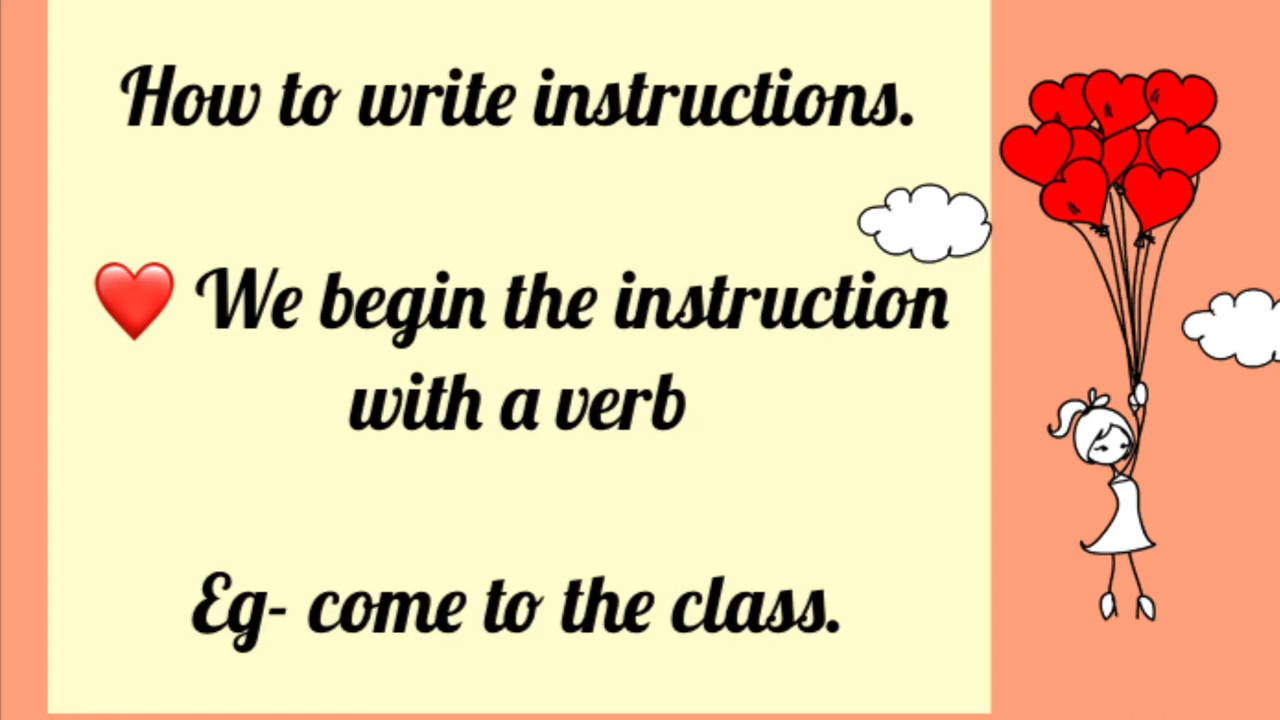 How to write instructions.
❤️ We begin the instruction
with a verb
Eg- come to the class.